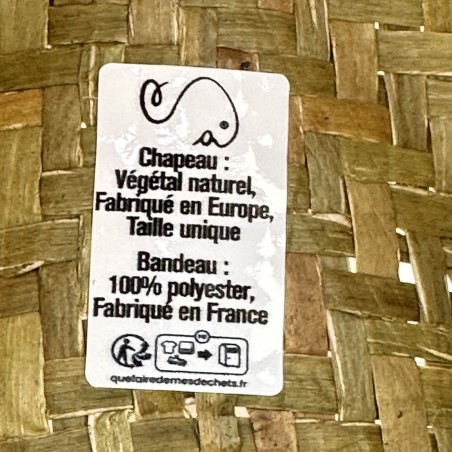 Chapeau :
Végétal naturel,
Fabriqué en Europe,
Taille unique
Bandeau :
100% polyester,
Fabriqué en France
quefairedemesdechets.fr